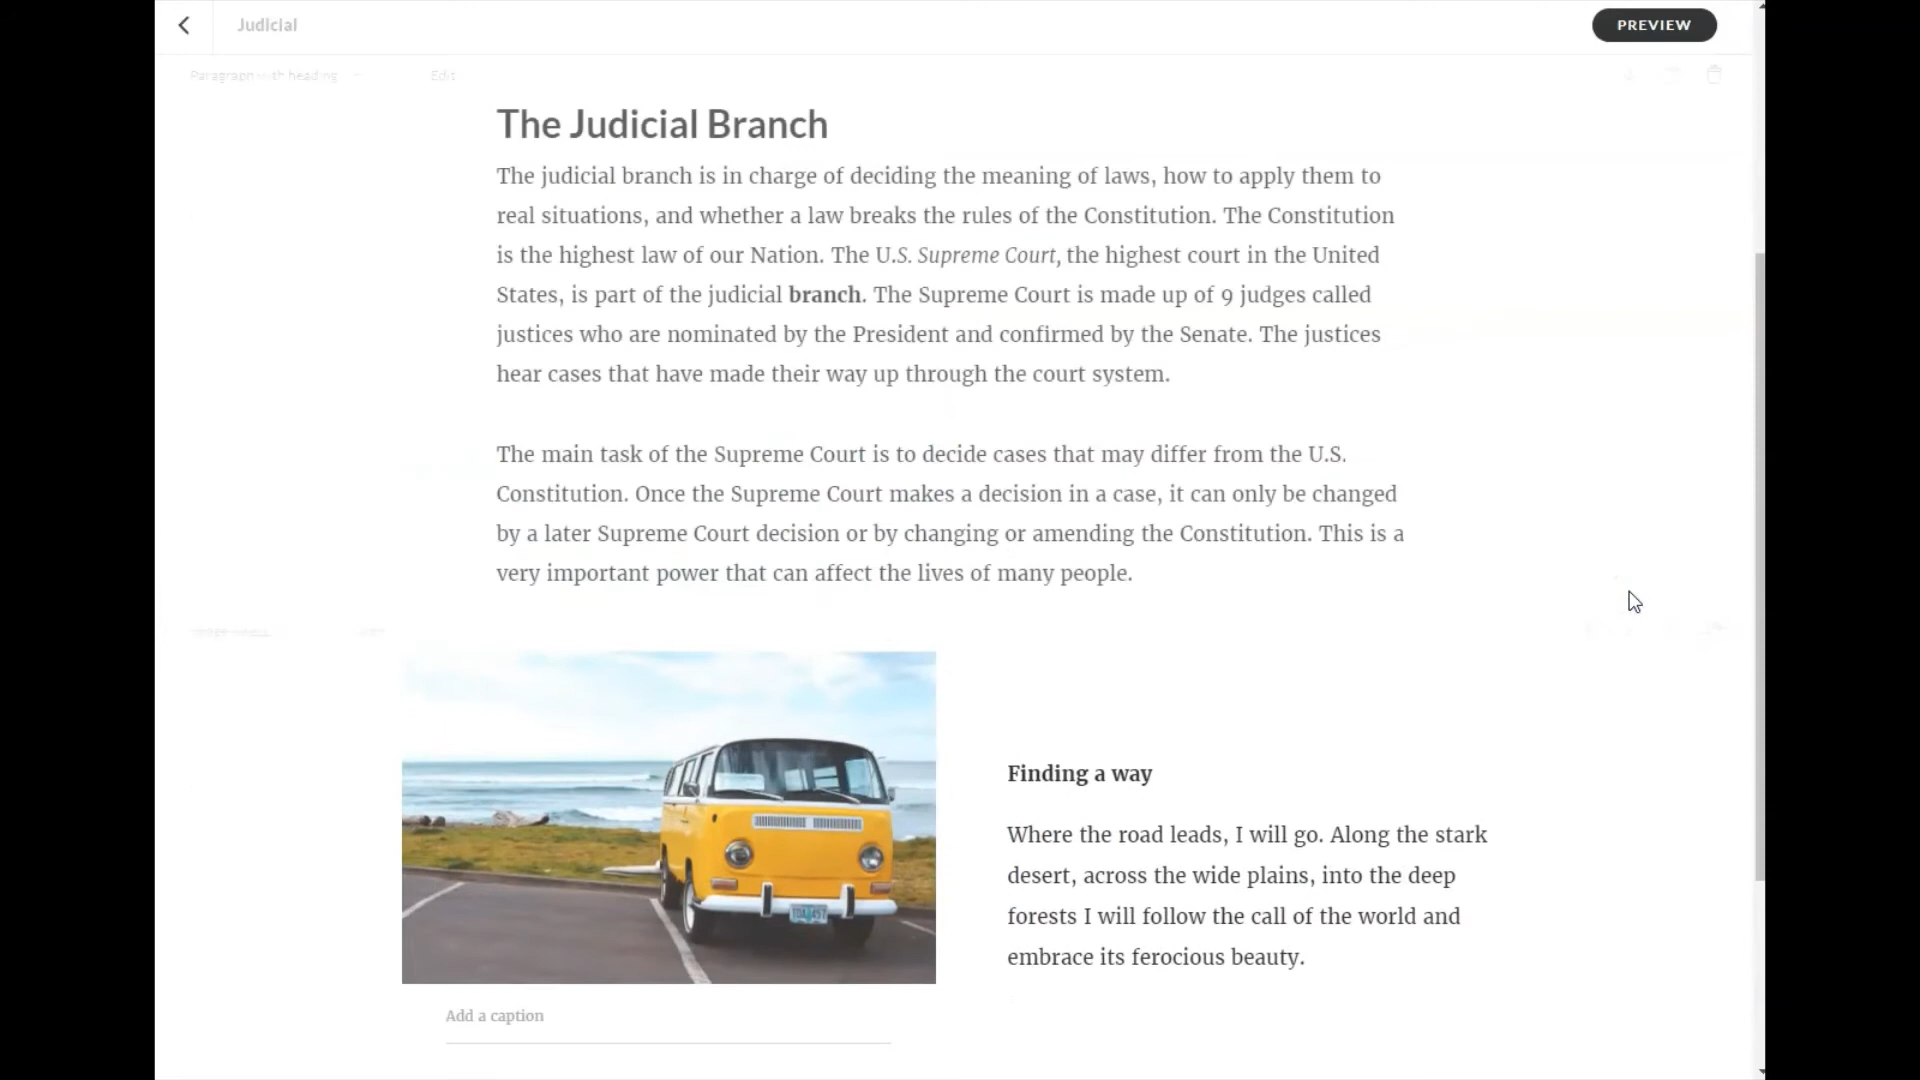 Judicial
PREVIEW
Paragraph with heading
Edit
The Judicial Branch
The judicial branch is in charge of deciding the meaning of laws, how to apply them to
real situations, and whether a law breaks the rules of the Constitution. The Constitution
is the highest law of our Nation. The U.S. Supreme Court, the highest court in the United
States, is part of the judicial branch. The Supreme Court is made up of 9 judges called
justices who are nominated by the President and confirmed by the Senate. The justices
hear cases that have made their way up through the court system.
The main task of the Supreme Court is to decide cases that may differ from the U.S.
Constitution. Once the Supreme Court makes a decision in a case, it can only be changed
by a later Supreme Court decision or by changing or amending the Constitution. This is a
very important power that can affect the lives of many people.
Finding a way
Where the road leads, I will go. Along the stark
desert, across the wide plains, into the deep
forests I will follow the call of the world and
embrace its ferocious beauty.
Add a caption